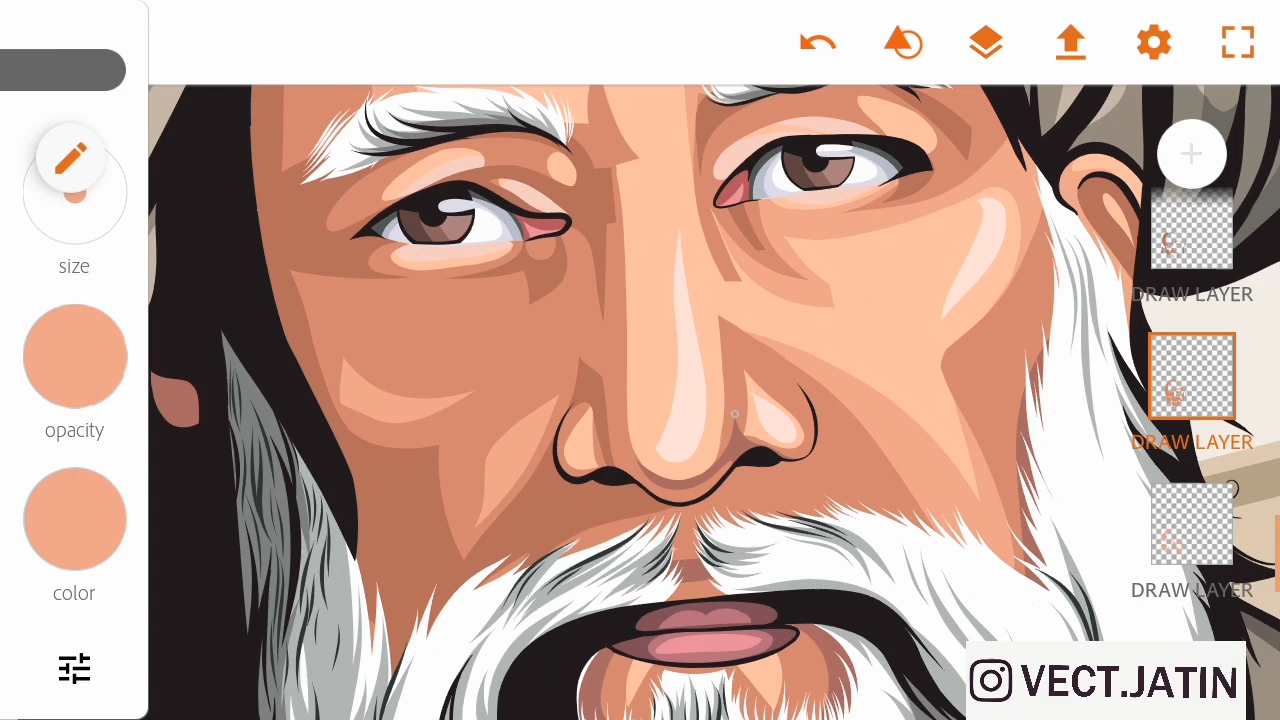 size
opacity
color
DRAW LAYER
DRAW LAYER
DRAW LAYER
VECT.JATIN